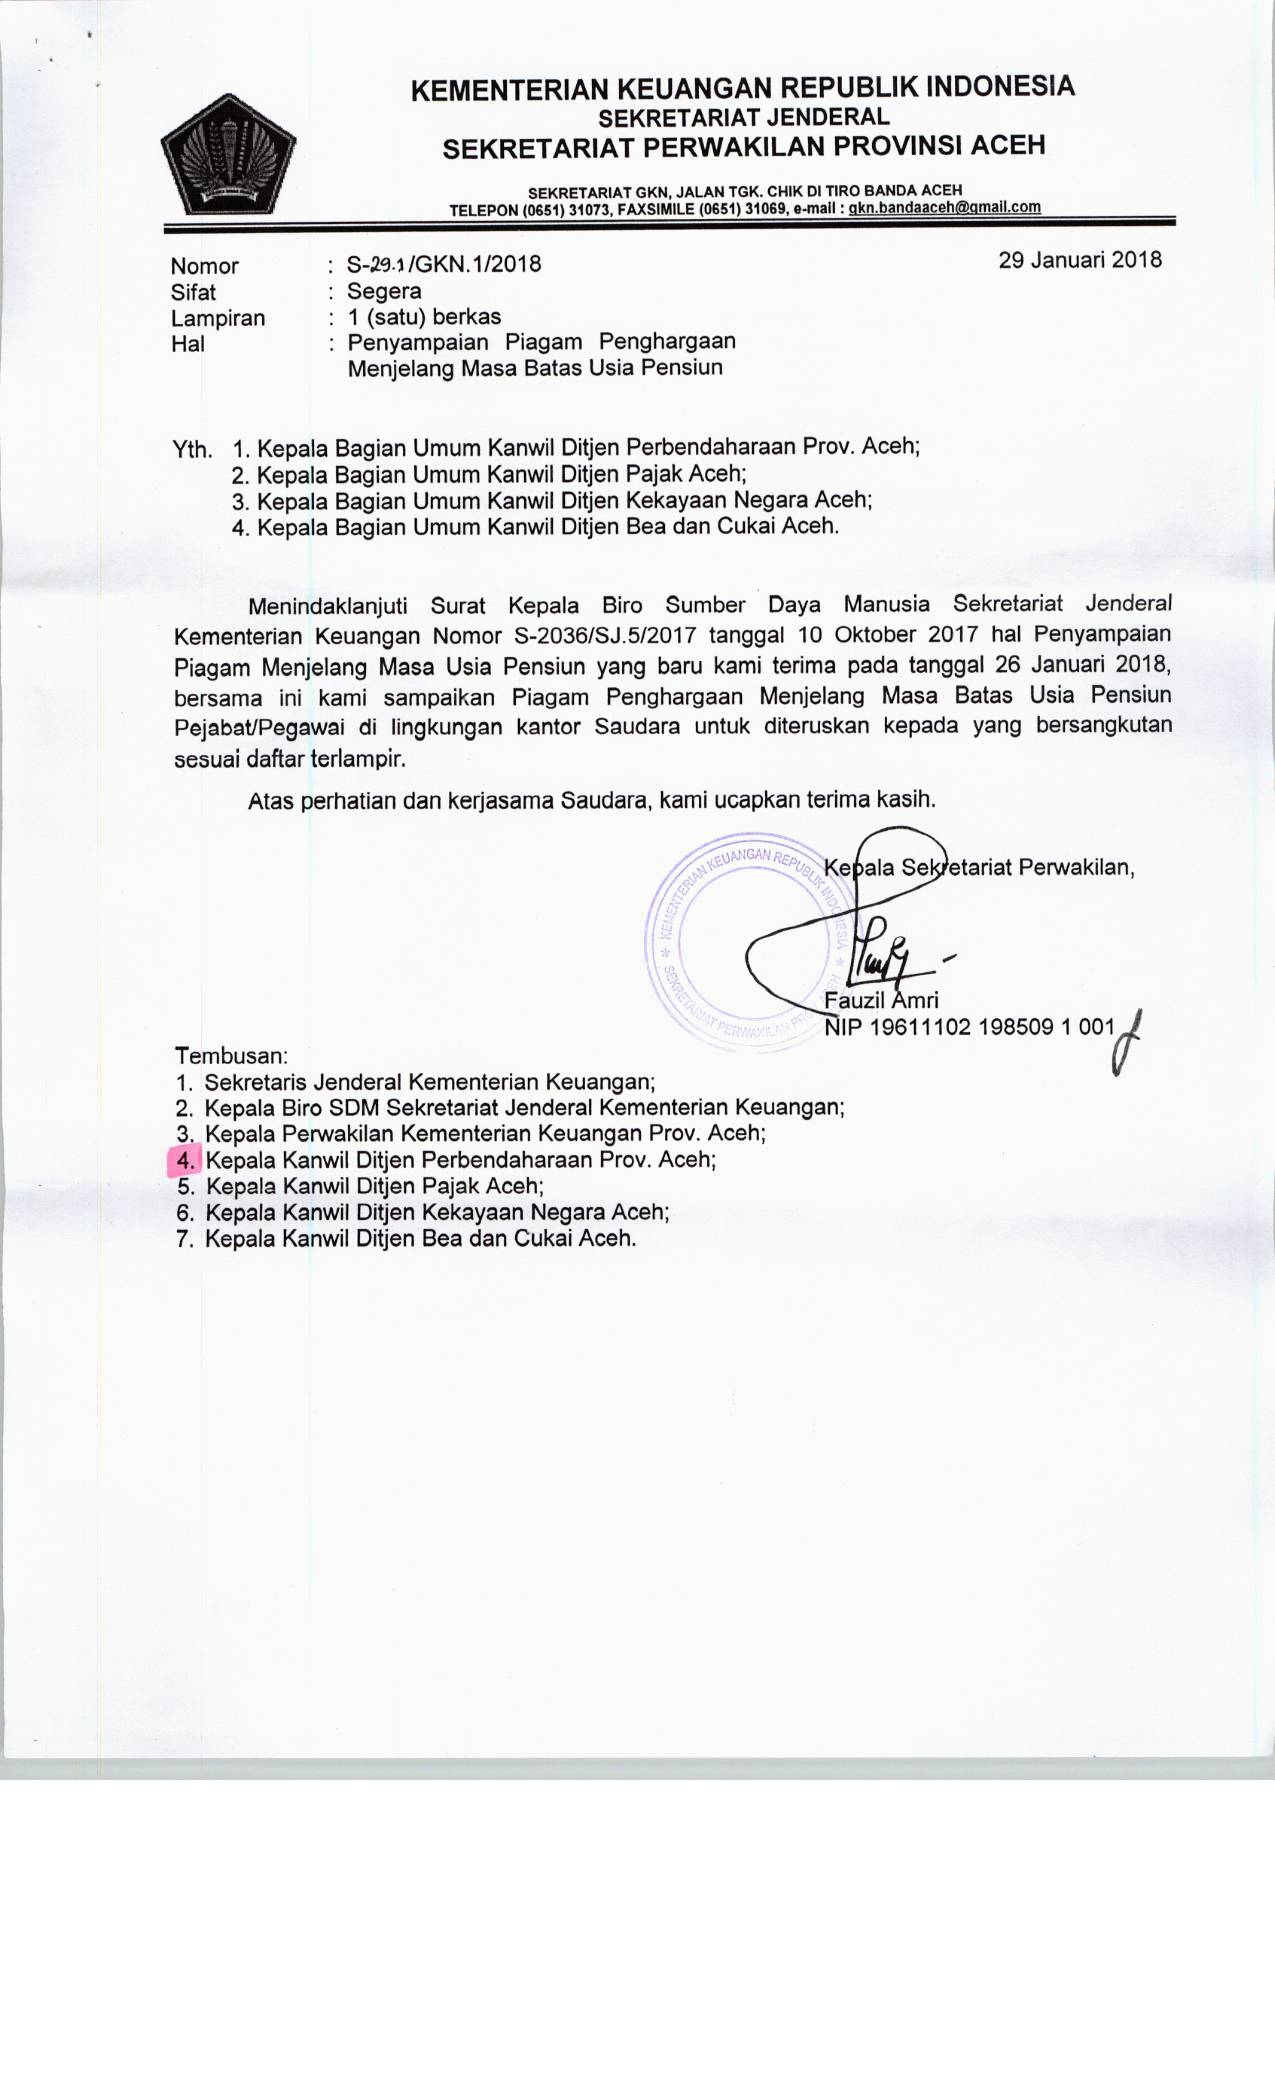 KEMENTERIAN KEUANGAN REPUBLIK INDONESIA
SEKRETARIAT JENDERAL
SEKRETARIAT PERWAKILAN PROVINSI ACEH
SEKRETARIAT GKN, JALAN TGK. CHIK DI TIRO BANDA ACEH
TELEPON (0651) 31073, FAXSIMILE (0651) 31069, e-mail : gkn.bandaaceh@gmail.com
Nomor : S-29.1/GKN.1/2018 29 Januari 2018
Sifat : Segera
Lampiran : 1 (satu) berkas
Hal : Penyampaian Piagam Penghargaan
Menjelang Masa Batas Usia Pensiun
Yth. 1. Kepala Bagian Umum Kanwil Ditjen Perbendaharaan Prov. Aceh;
2. Kepala Bagian Umum Kanwil Ditjen Pajak Aceh;
3. Kepala Bagian Umum Kanwil Ditjen Kekayaan Negara Aceh;
4. Kepala Bagian Umum Kanwil Ditjen Bea dan Cukai Aceh.
Menindaklanjuti Surat Kepala Biro Sumber Daya Manusia Sekretariat Jenderal
Kementerian Keuangan Nomor S-2036/SJ.5/2017 tanggal 10 Oktober 2017 hal Penyampaian
Piagam Menjelang Masa Usia Pensiun yang baru kami terima pada tanggal 26 Januari 2018,
bersama ini kami sampaikan Piagam Penghargaan Menjelang Masa Batas Usia Pensiun
Pejabat/Pegawai di lingkungan kantor Saudara untuk diteruskan kepada yang bersangkutan
sesuai daftar terlampir.
Atas perhatian dan kerjasama Saudara, kami ucapkan terima kasih.
Kepala Sekretariat Perwakilan,
KEMENTERIAN KEUANGAN REPUBLIK INDONESIA
SEKRETARIAT PERWAKILAN PROV. ACEH
Fauzil Amri
NIP 19611102 198509 1 001
Tembusan:
1. Sekretaris Jenderal Kementerian Keuangan;
2. Kepala Biro SDM Sekretariat Jenderal Kementerian Keuangan;
3. Kepala Perwakilan Kementerian Keuangan Prov. Aceh;
4. Kepala Kanwil Ditjen Perbendaharaan Prov. Aceh;
5. Kepala Kanwil Ditjen Pajak Aceh;
6. Kepala Kanwil Ditjen Kekayaan Negara Aceh;
7. Kepala Kanwil Ditjen Bea dan Cukai Aceh.